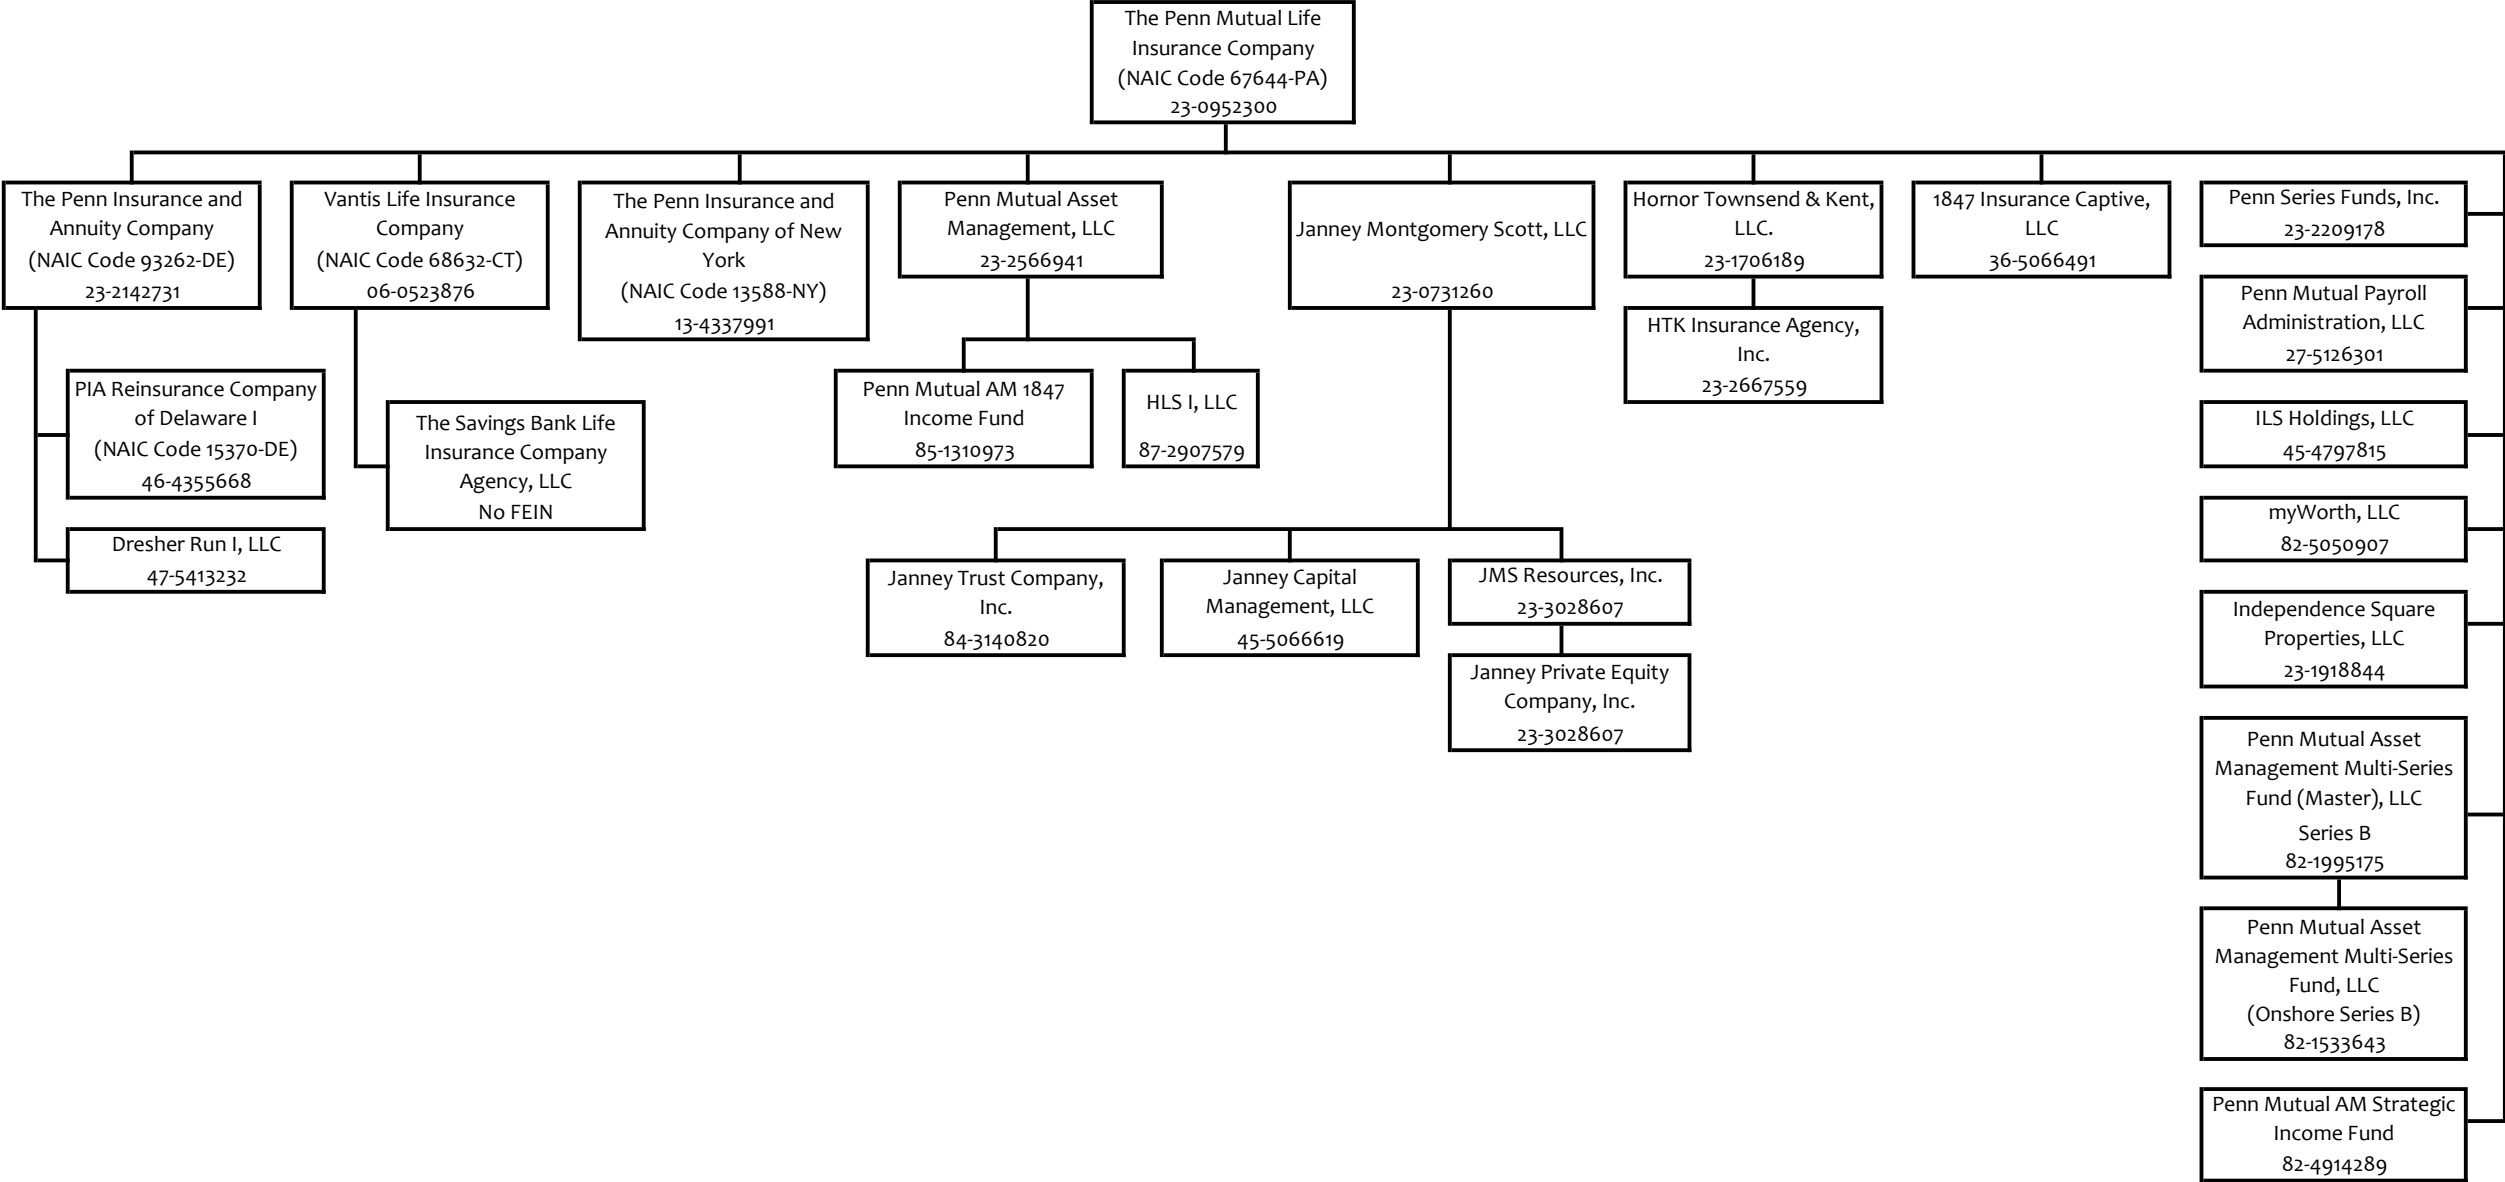 The Penn Mutual Life
Insurance Company
(NAIC Code 67644-PA)
23-0952300
The Penn Insurance and
Annuity Company
(NAIC Code 93262-DE)
23-2142731
Vantis Life Insurance
Company
(NAIC Code 68632-CT)
06-0523876
The Penn Insurance and
Annuity Company of New
York
(NAIC Code 13588-NY)
13-4337991
Penn Mutual Asset
Management, LLC
23-2566941
Janney Montgomery Scott, LLC
23-0731260
Hornor Townsend & Kent,
LLC.
23-1706189
1847 Insurance Captive,
LLC
36-5066491
Penn Series Funds, Inc.
23-2209178
Penn Mutual Payroll
Administration, LLC
27-5126301
HTK Insurance Agency,
Inc.
23-2667559
PIA Reinsurance Company
of Delaware I
(NAIC Code 15370-DE)
46-4355668
The Savings Bank Life
Insurance Company
Agency, LLC
No FEIN
Penn Mutual AM 1847
Income Fund
85-1310973
HLS I, LLC
87-2907579
ILS Holdings, LLC
45-4797815
myWorth, LLC
82-5050907
Dresher Run I, LLC
47-5413232
Janney Trust Company,
Inc.
84-3140820
Janney Capital
Management, LLC
45-5066619
JMS Resources, Inc.
23-3028607
Janney Private Equity
Company, Inc.
23-3028607
Independence Square
Properties, LLC
23-1918844
Penn Mutual Asset
Management Multi-Series
Fund (Master), LLC
Series B
82-1995175
Penn Mutual Asset
Management Multi-Series
Fund, LLC
(Onshore Series B)
82-1533643
Penn Mutual AM Strategic
Income Fund
82-4914289